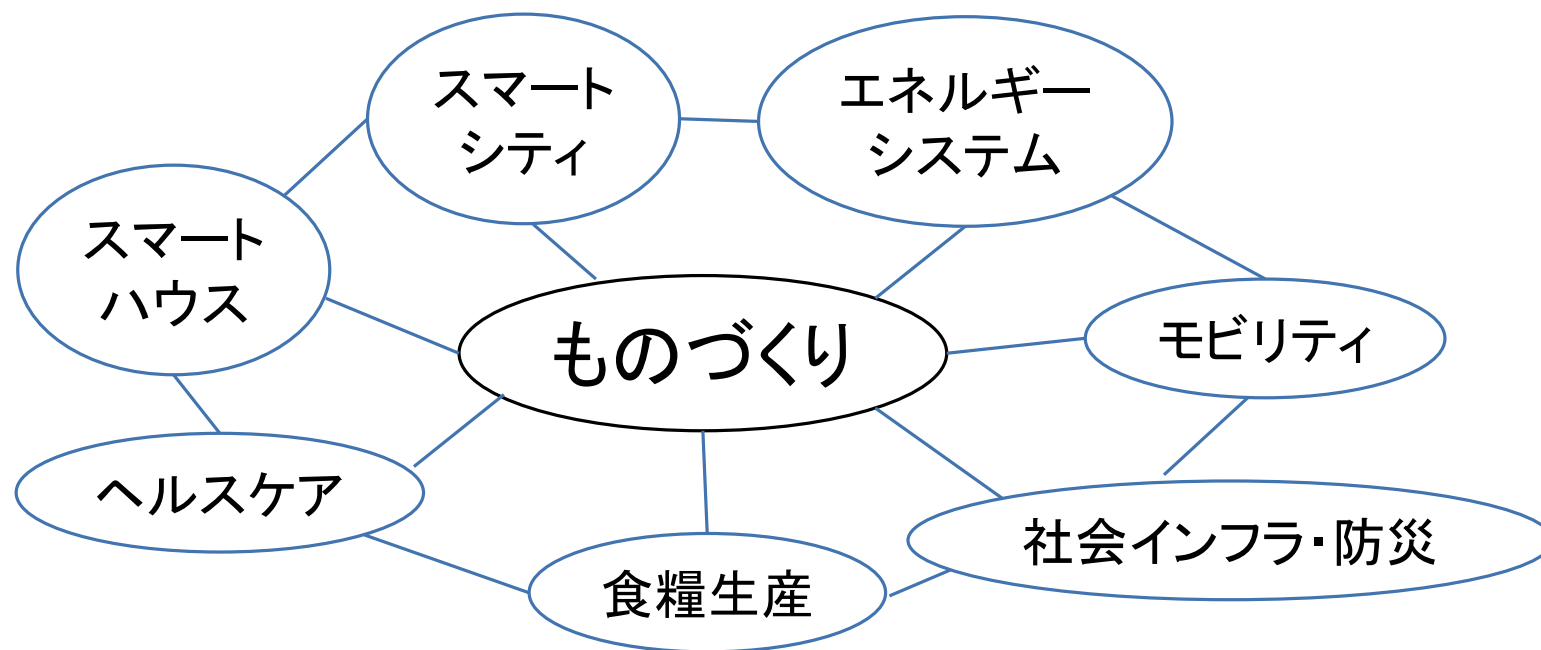 スマート
シティ
エネルギー
システム
スマート
ハウス
ものづくり
モビリティ
ヘルスケア
社会インフラ・防災
食糧生産